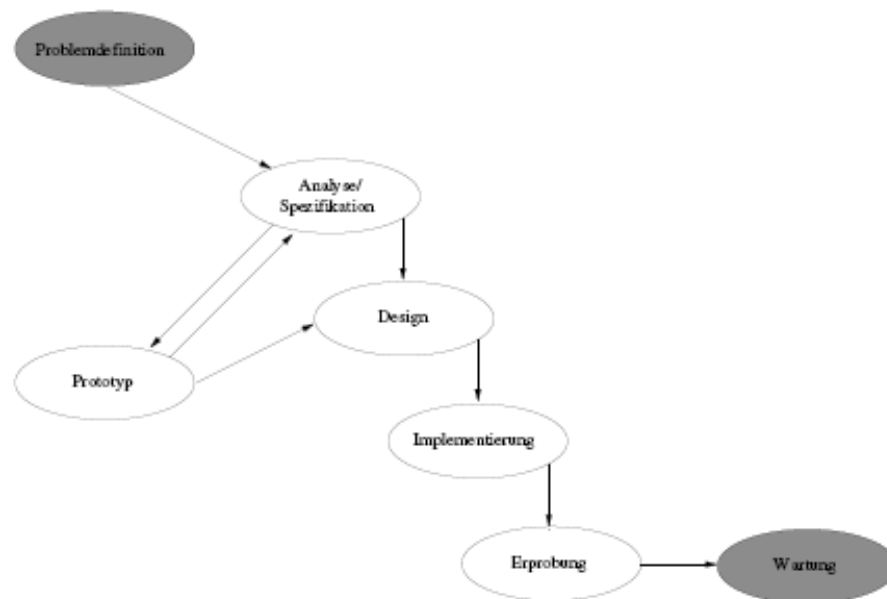 Problemdefinition
Analyse/
Spezifikation
Design
Prototyp
Implementierung
Erprobung
Wartung